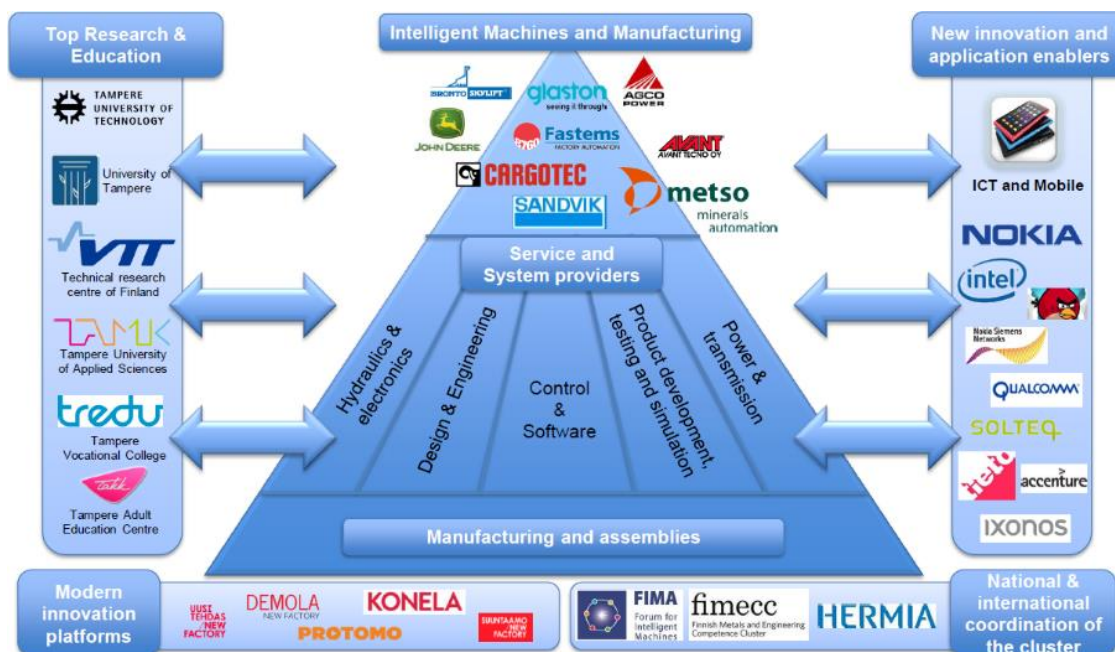 Top Research &
Education
TAMPERE
UNIVERSITY OF
TECHNOLOGY
University of
Tampere
VTT
Technical research
centre of Finland
TAMK
Tampere University
of Applied Sciences
tredu
Tampere
Vocational College
takk
Tampere Adult
Education Centre
Intelligent Machines and Manufacturing
BRONTO SKYLIFT
glaston
seeing it through
AGCO
POWER
JOHN DEERE
Fastems
FACTORY AUTOMATION
AVANT
AVANT TECNO OY
CARGOTEC
SANDVIK
metso
minerals
automation
Service and
System providers
Hydraulics &
electronics
Design & Engineering
Control
&
Software
Product development,
testing and simulation
Power &
transmission
Manufacturing and assemblies
New innovation and
application enablers
ICT and Mobile
NOKIA
intel
Nokia Siemens
Networks
QUALCOMM
SOLTEQ
tieto
accenture
IXONOS
Modern
innovation
platforms
UUSI
TEHDAS
/NEW
FACTORY
DEMOLA
NEW FACTORY
KONELA
PROTOMO
SUUNTAAMO
/NEW
FACTORY
FIMA
Forum for
Intelligent
Machines
fimecc
Finnish Metals and Engineering
Competence Cluster
HERMIA
National &
international
coordination of
the cluster